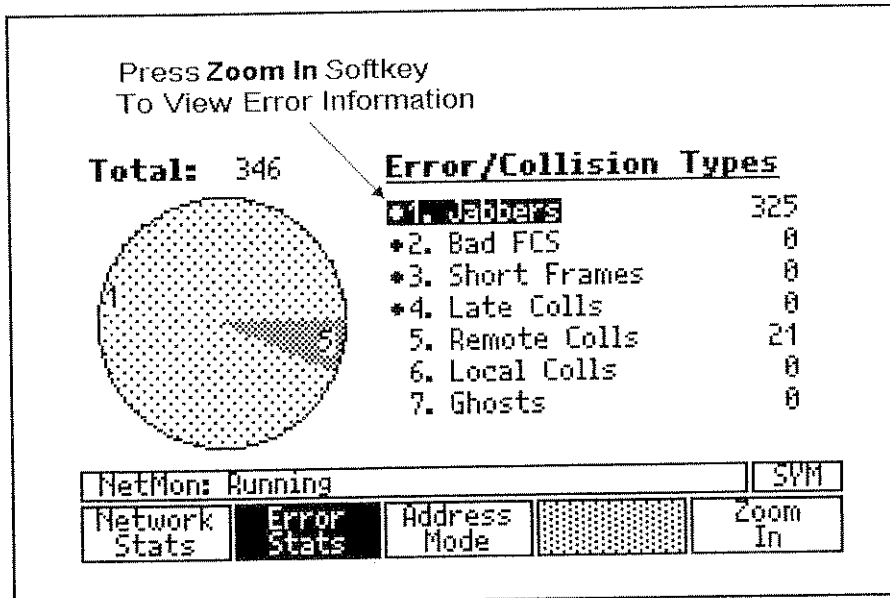 Press Zoom In Softkey
To View Error Information
Total: 346
Error/Collision Types
1. Jabbers 325
2. Bad FCS 0
3. Short Frames 0
4. Late Colls 0
5. Remote Colls 21
6. Local Colls 0
7. Ghosts 0
1
5
NetMon: Running
SYM
Network Stats
Error Stats
Address Mode
Zoom In